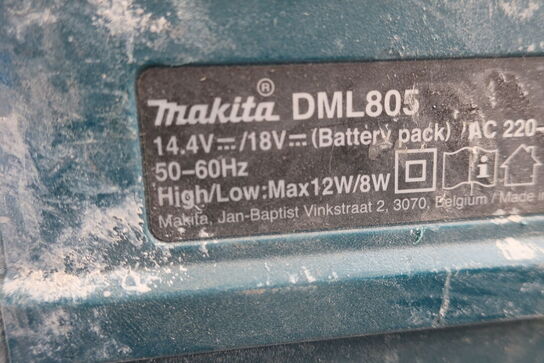 makita® DML805
14.4V⎓/18V⎓(Battery pack) /AC 220-
50-60Hz
High/Low:Max12W/8W
Makita, Jan-Baptist Vinkstraat 2, 3070, Belgium / Made in